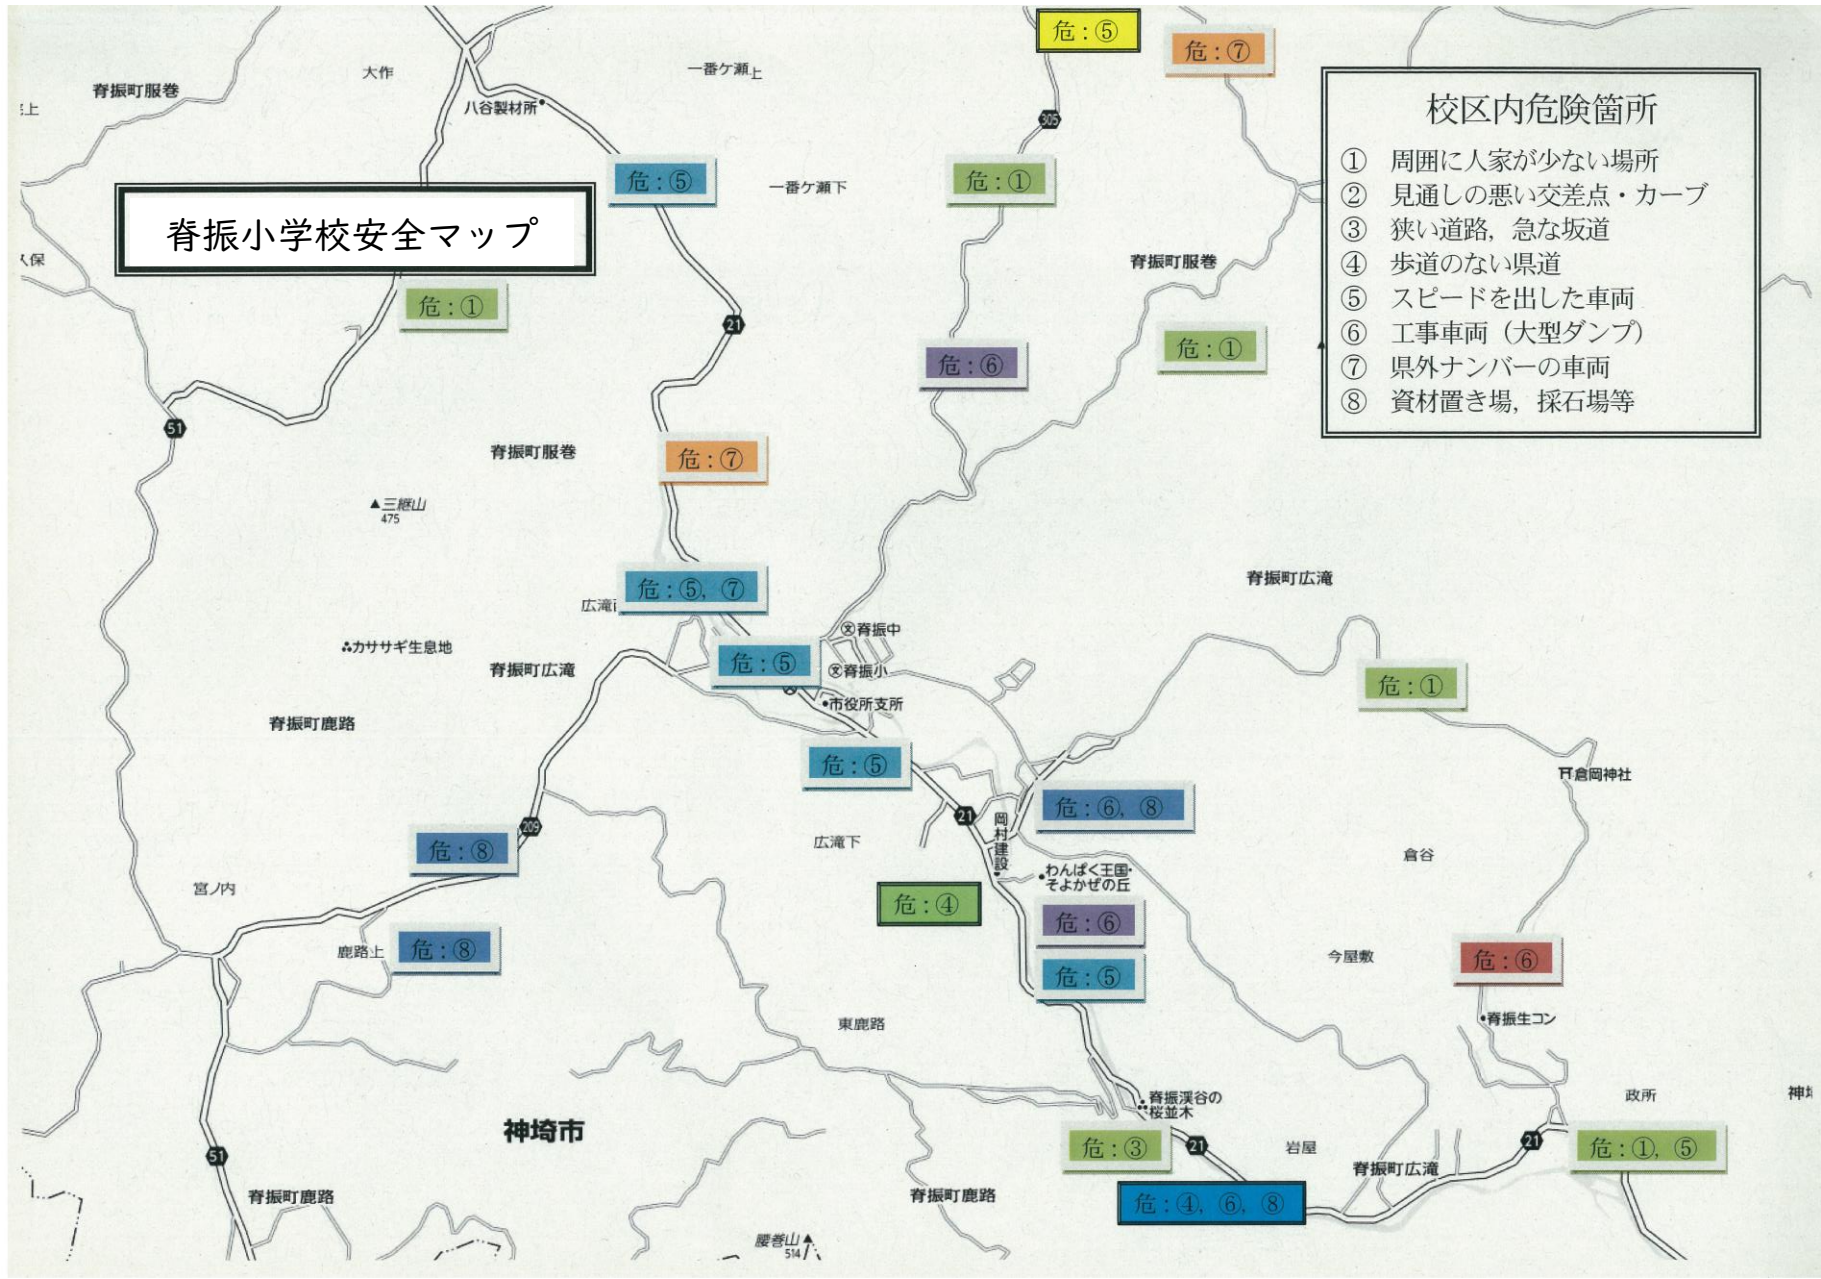 危：⑤
危：⑦
大作
一番ケ瀬上
脊振町服巻
八谷製材所
305
校区内危険箇所
① 周囲に人家が少ない場所
② 見通しの悪い交差点・カーブ
③ 狭い道路，急な坂道
④ 歩道のない県道
⑤ スピードを出した車両
⑥ 工事車両（大型ダンプ）
⑦ 県外ナンバーの車両
⑧ 資材置き場，採石場等
危：⑤
一番ケ瀬下
危：①
脊振小学校安全マップ
久保
脊振町服巻
危：①
21
危：①
危：⑥
51
脊振町服巻
危：⑦
三継山
475
脊振町広滝
危：⑤，⑦
広滝
脊振中
カササギ生息地
脊振町広滝
危：⑤
脊振小
危：①
市役所支所
脊振町鹿路
危：⑤
倉岡神社
危：⑥，⑧
21
岡村建設
209
広滝下
危：⑧
倉谷
宮ノ内
わんぱく王国・
そよかぜの丘
危：④
危：⑥
鹿路上
危：⑧
今屋敷
危：⑥
危：⑤
脊振生コン
東鹿路
脊振渓谷の
桜並木
政所
神埼市
危：③
21
岩屋
21
危：①，⑤
51
脊振町広滝
脊振町鹿路
脊振町鹿路
危：④，⑥，⑧
腰巻山
514